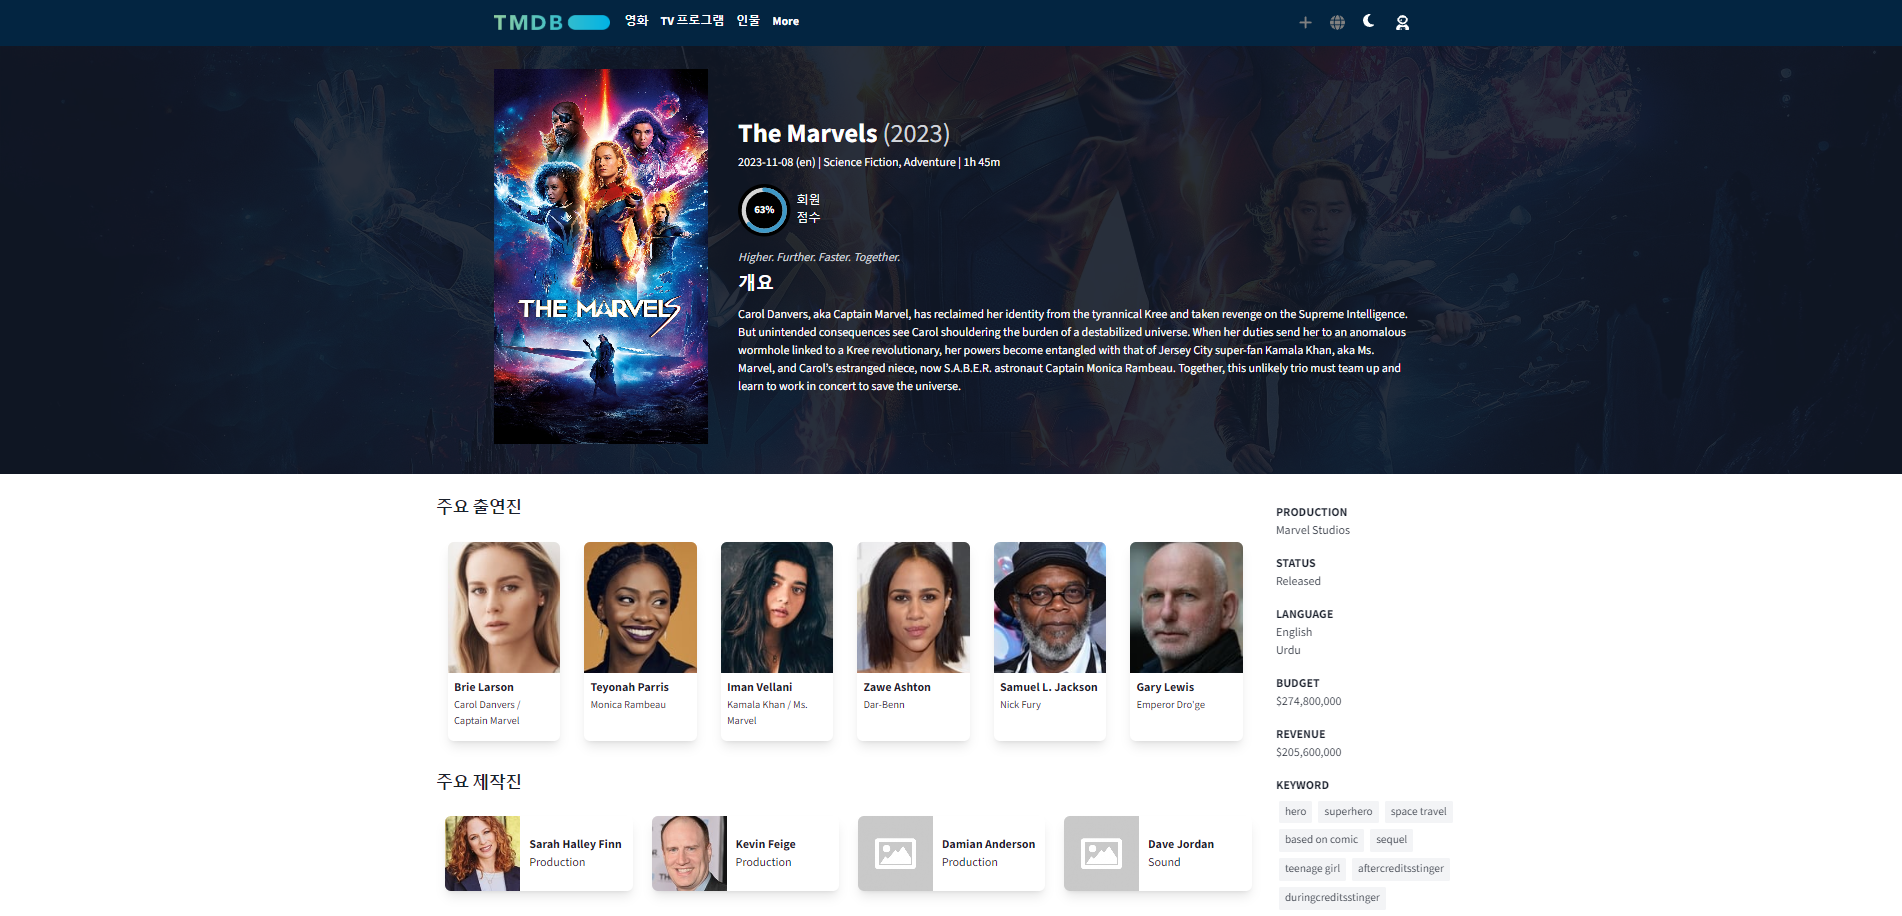 TMDB
영화 TV 프로그램 인물 More
THE MARVELS
The Marvels (2023)
2023-11-08 (en) | Science Fiction, Adventure | 1h 45m
63%
회원
점수
Higher. Further. Faster. Together.
개요
Carol Danvers, aka Captain Marvel, has reclaimed her identity from the tyrannical Kree and taken revenge on the Supreme Intelligence.
But unintended consequences see Carol shouldering the burden of a destabilized universe. When her duties send her to an anomalous
wormhole linked to a Kree revolutionary, her powers become entangled with that of Jersey City super-fan Kamala Khan, aka Ms.
Marvel, and Carol’s estranged niece, now S.A.B.E.R. astronaut Captain Monica Rambeau. Together, this unlikely trio must team up and
learn to work in concert to save the universe.
주요 출연진
Brie Larson
Carol Danvers /
Captain Marvel
Teyonah Parris
Monica Rambeau
Iman Vellani
Kamala Khan / Ms.
Marvel
Zawe Ashton
Dar-Benn
Samuel L. Jackson
Nick Fury
Gary Lewis
Emperor Dro'ge
주요 제작진
Sarah Halley Finn
Production
Kevin Feige
Production
Damian Anderson
Production
Dave Jordan
Sound
PRODUCTION
Marvel Studios
STATUS
Released
LANGUAGE
English
Urdu
BUDGET
$274,800,000
REVENUE
$205,600,000
KEYWORD
hero superhero space travel
based on comic sequel
teenage girl aftercreditsstinger
duringcreditsstinger